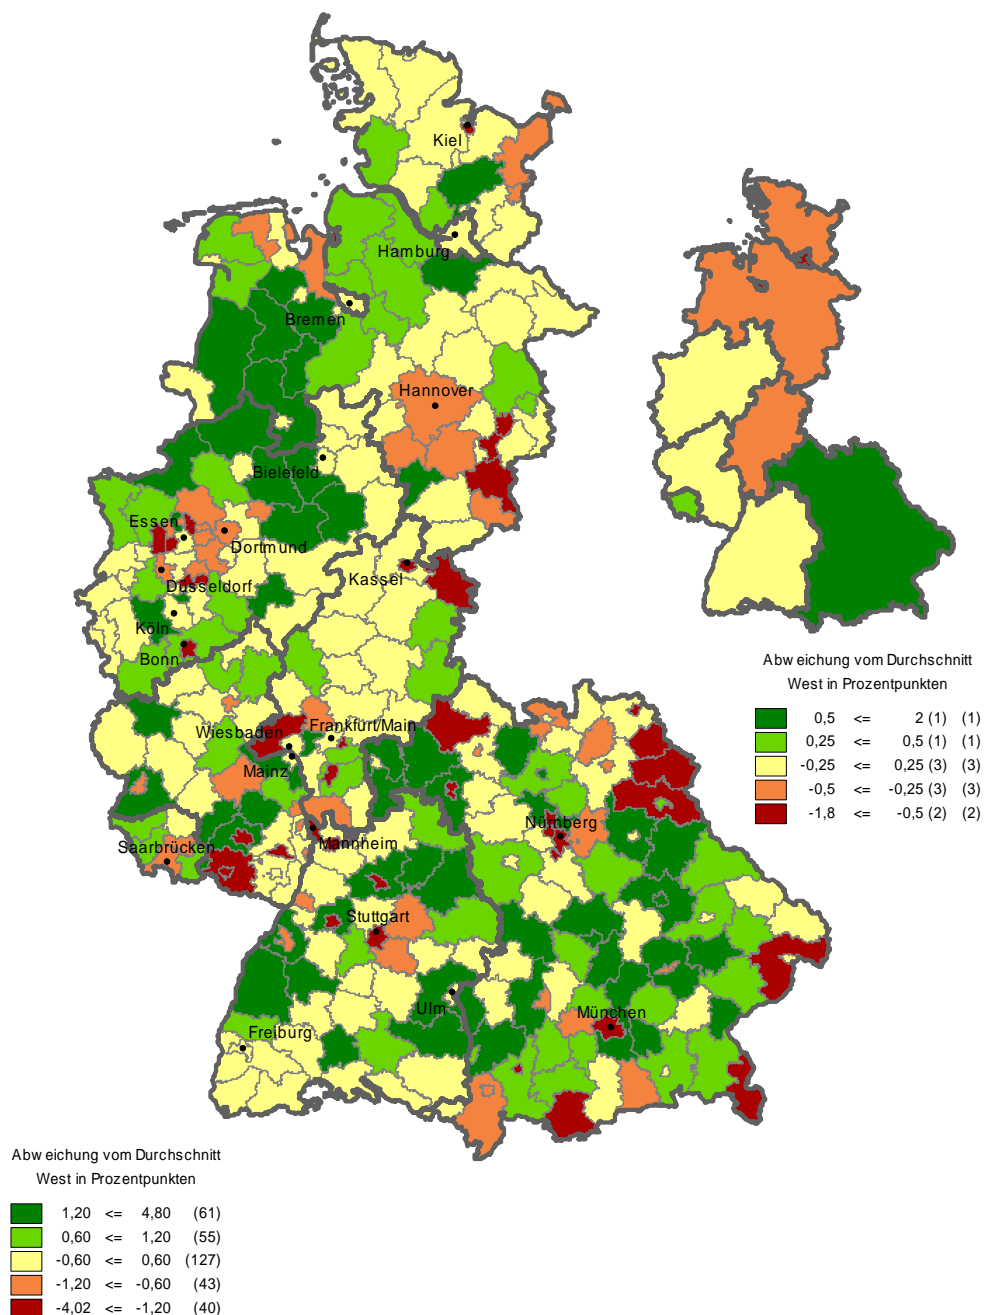 Kiel
Hamburg
Bremen
Hannover
Bielefeld
Essen
Dortmund
Düsseldorf
Kassel
Köln
Bonn
Wiesbaden
Frankfurt/Main
Mainz
Saarbrücken
Mannheim
Nürnberg
Stuttgart
Ulm
München
Freiburg
Abweichung vom Durchschnitt
West in Prozentpunkten
0,5 <= 2 (1) (1)
0,25 <= 0,5 (1) (1)
-0,25 <= 0,25 (3) (3)
-0,5 <= -0,25 (3) (3)
-1,8 <= -0,5 (2) (2)
Abweichung vom Durchschnitt
West in Prozentpunkten
1,20 <= 4,80 (61)
0,60 <= 1,20 (55)
-0,60 <= 0,60 (127)
-1,20 <= -0,60 (43)
-4,02 <= -1,20 (40)